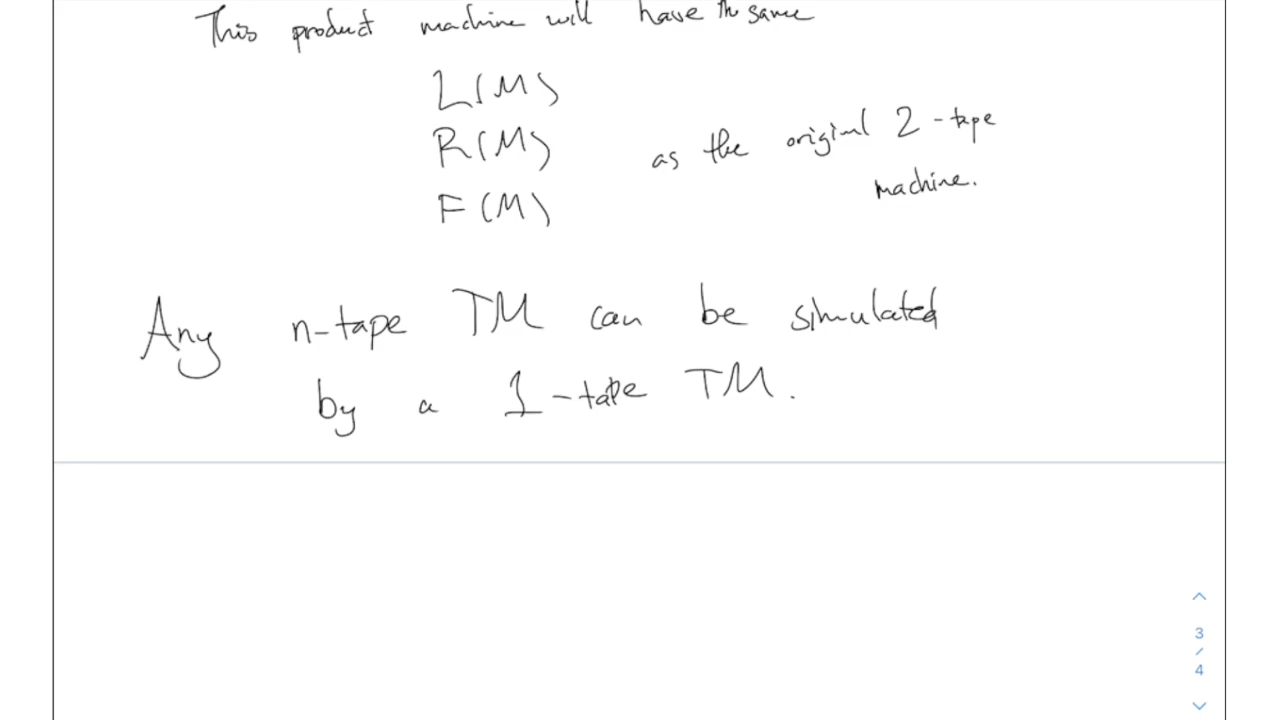 This product machine will have the same
L(M)
R(M) as the original 2-tape
machine.
F(M)
Any n-tape TM can be simulated
by a 1-tape TM.
3
/
4